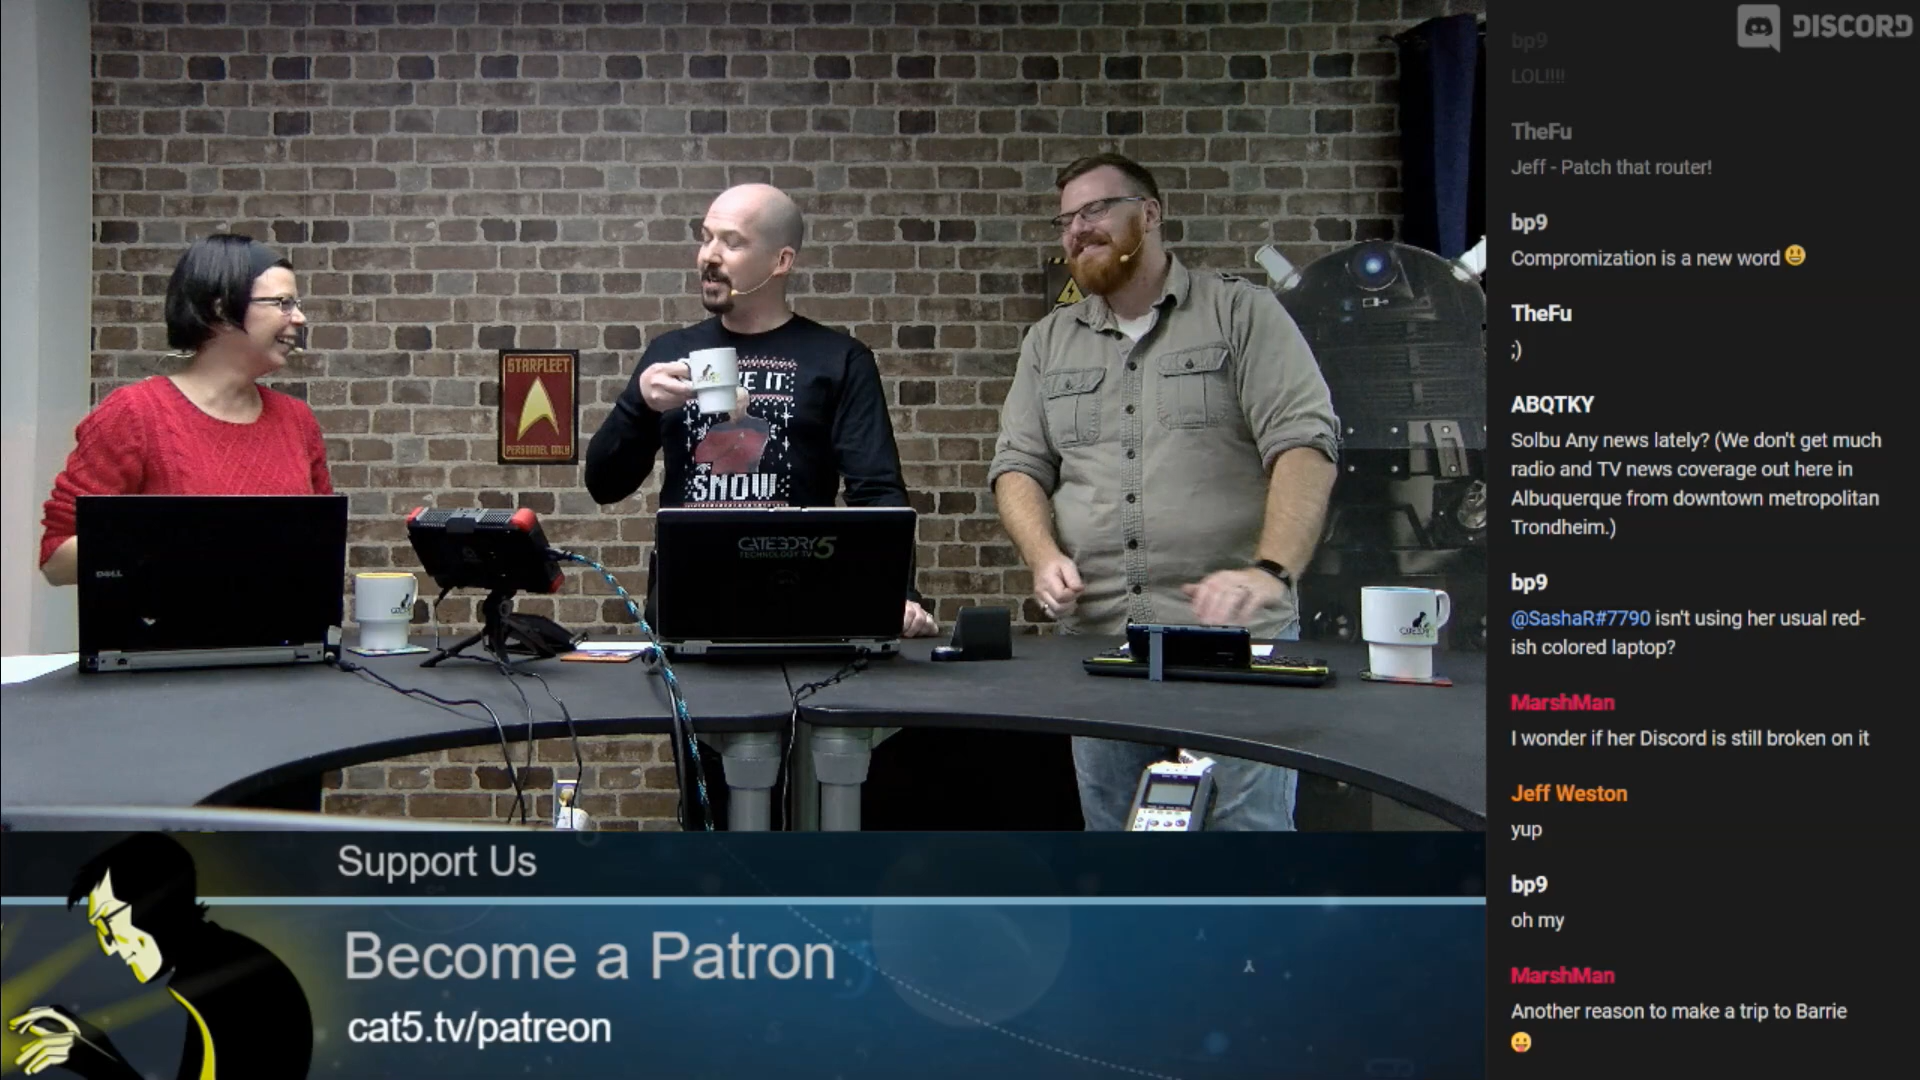 STARFLEET
PERSONNEL ONLY
E IT
SNOW
DELL
CATEGORY5
TECHNOLOGY TV
Support Us
Become a Patron
cat5.tv/patreon
DISCORD
bp9
LOL!!!!
TheFu
Jeff - Patch that router!
bp9
Compromization is a new word 😃
TheFu
;)
ABQTKY
Solbu Any news lately? (We don't get much
radio and TV news coverage out here in
Albuquerque from downtown metropolitan
Trondheim.)
bp9
@SashaR#7790 isn't using her usual red-
ish colored laptop?
MarshMan
I wonder if her Discord is still broken on it
Jeff Weston
yup
bp9
oh my
MarshMan
Another reason to make a trip to Barrie
😛